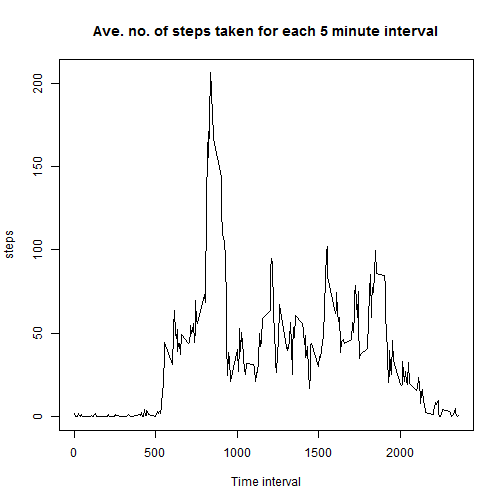 Ave. no. of steps taken for each 5 minute interval
steps
200
150
100
50
0
0 500 1000 1500 2000
Time interval